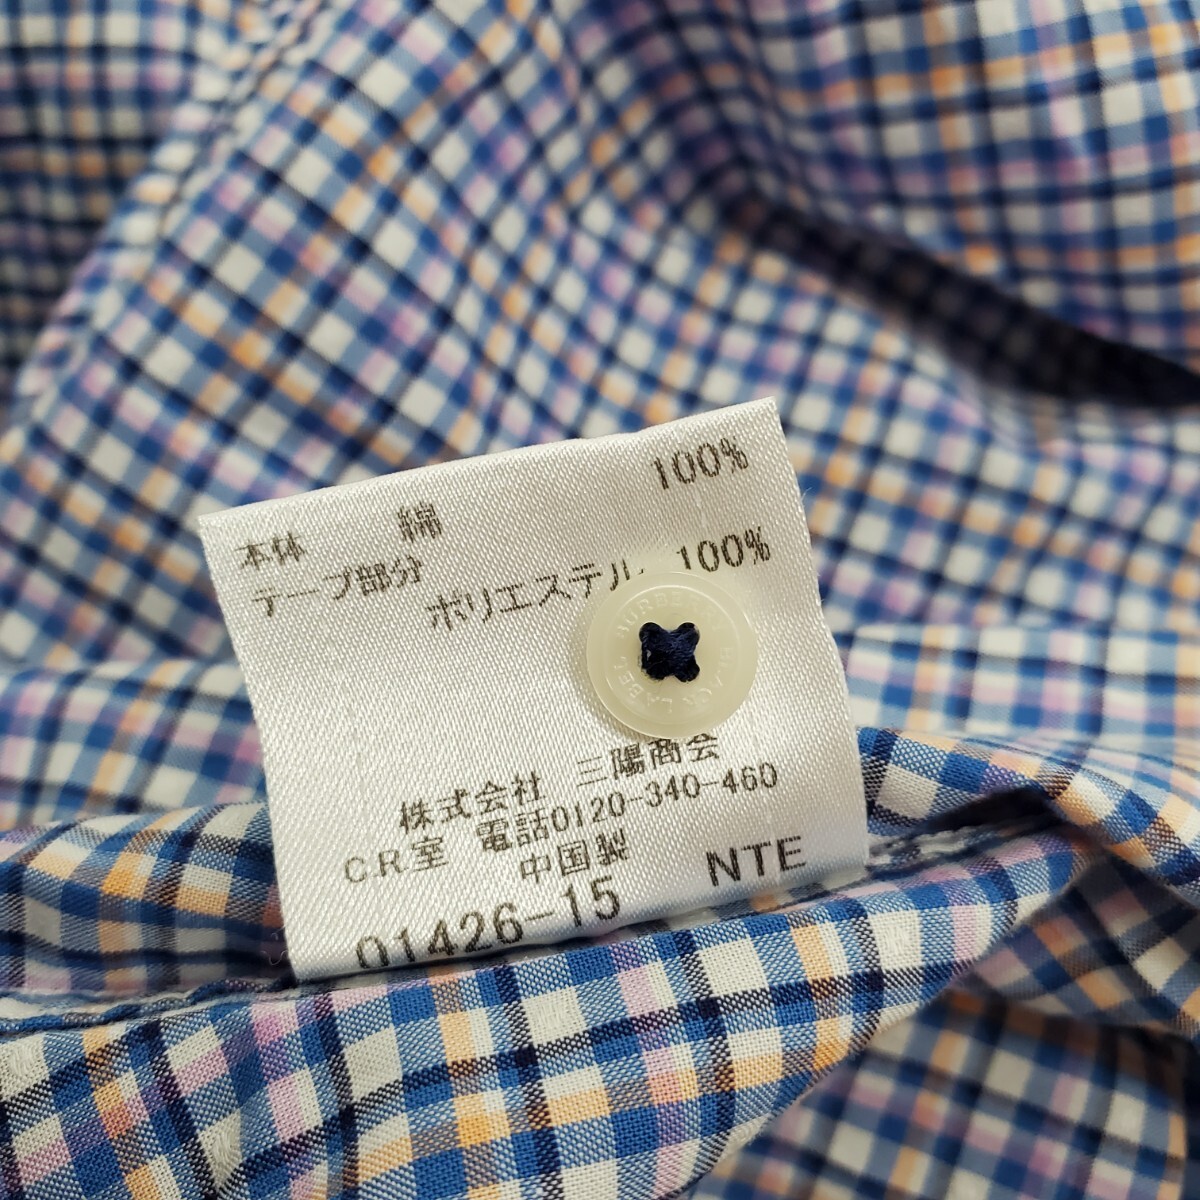 本体 綿 100%
テープ部分
ポリエステル 100%
BURBERRY BLACK LABEL
株式会社 三陽商会
C.R室 電話0120-340-460
中国製
01426-15 NTE